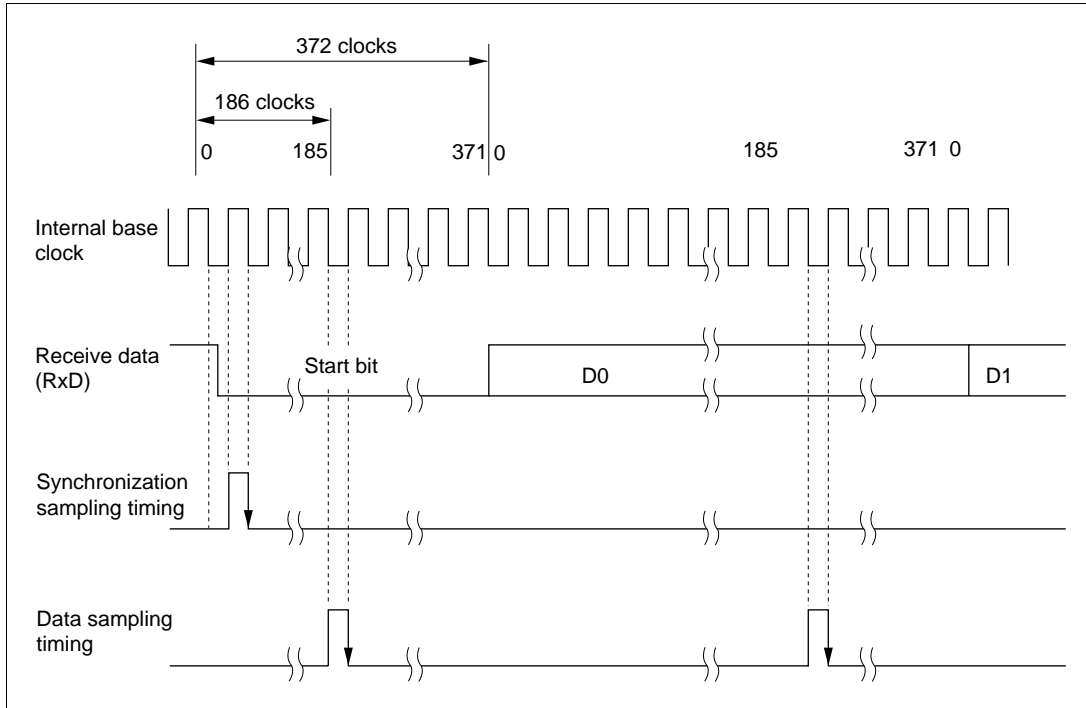 372 clocks
186 clocks
0 185 371 0 185 371 0
Internal base
clock
Receive data
(RxD)
Start bit
D0
D1
Synchronization
sampling timing
Data sampling
timing